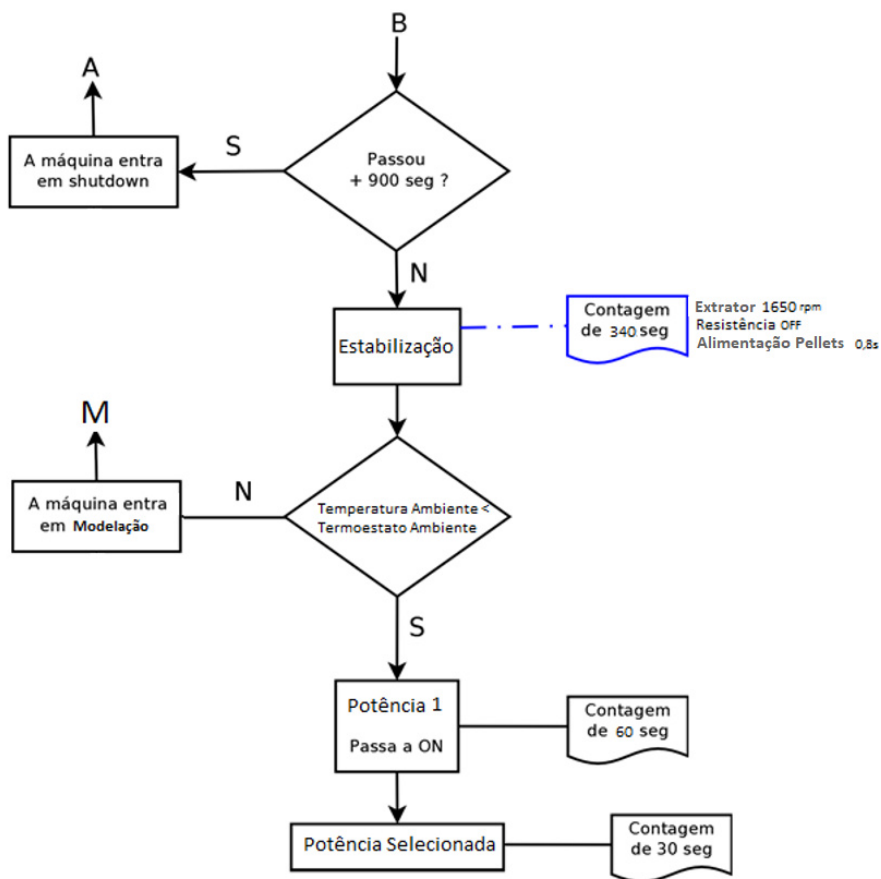 B
A
S
A máquina entra
em shutdown
Passou
+ 900 seg ?
N
Estabilização
Contagem
de 340 seg
Extrator 1650 rpm
Resistência OFF
Alimentação Pellets 0,8s
M
N
A máquina entra
em Modelação
Temperatura Ambiente <
Termoestato Ambiente
S
Potência 1
Passa a ON
Contagem
de 60 seg
Potência Selecionada
Contagem
de 30 seg